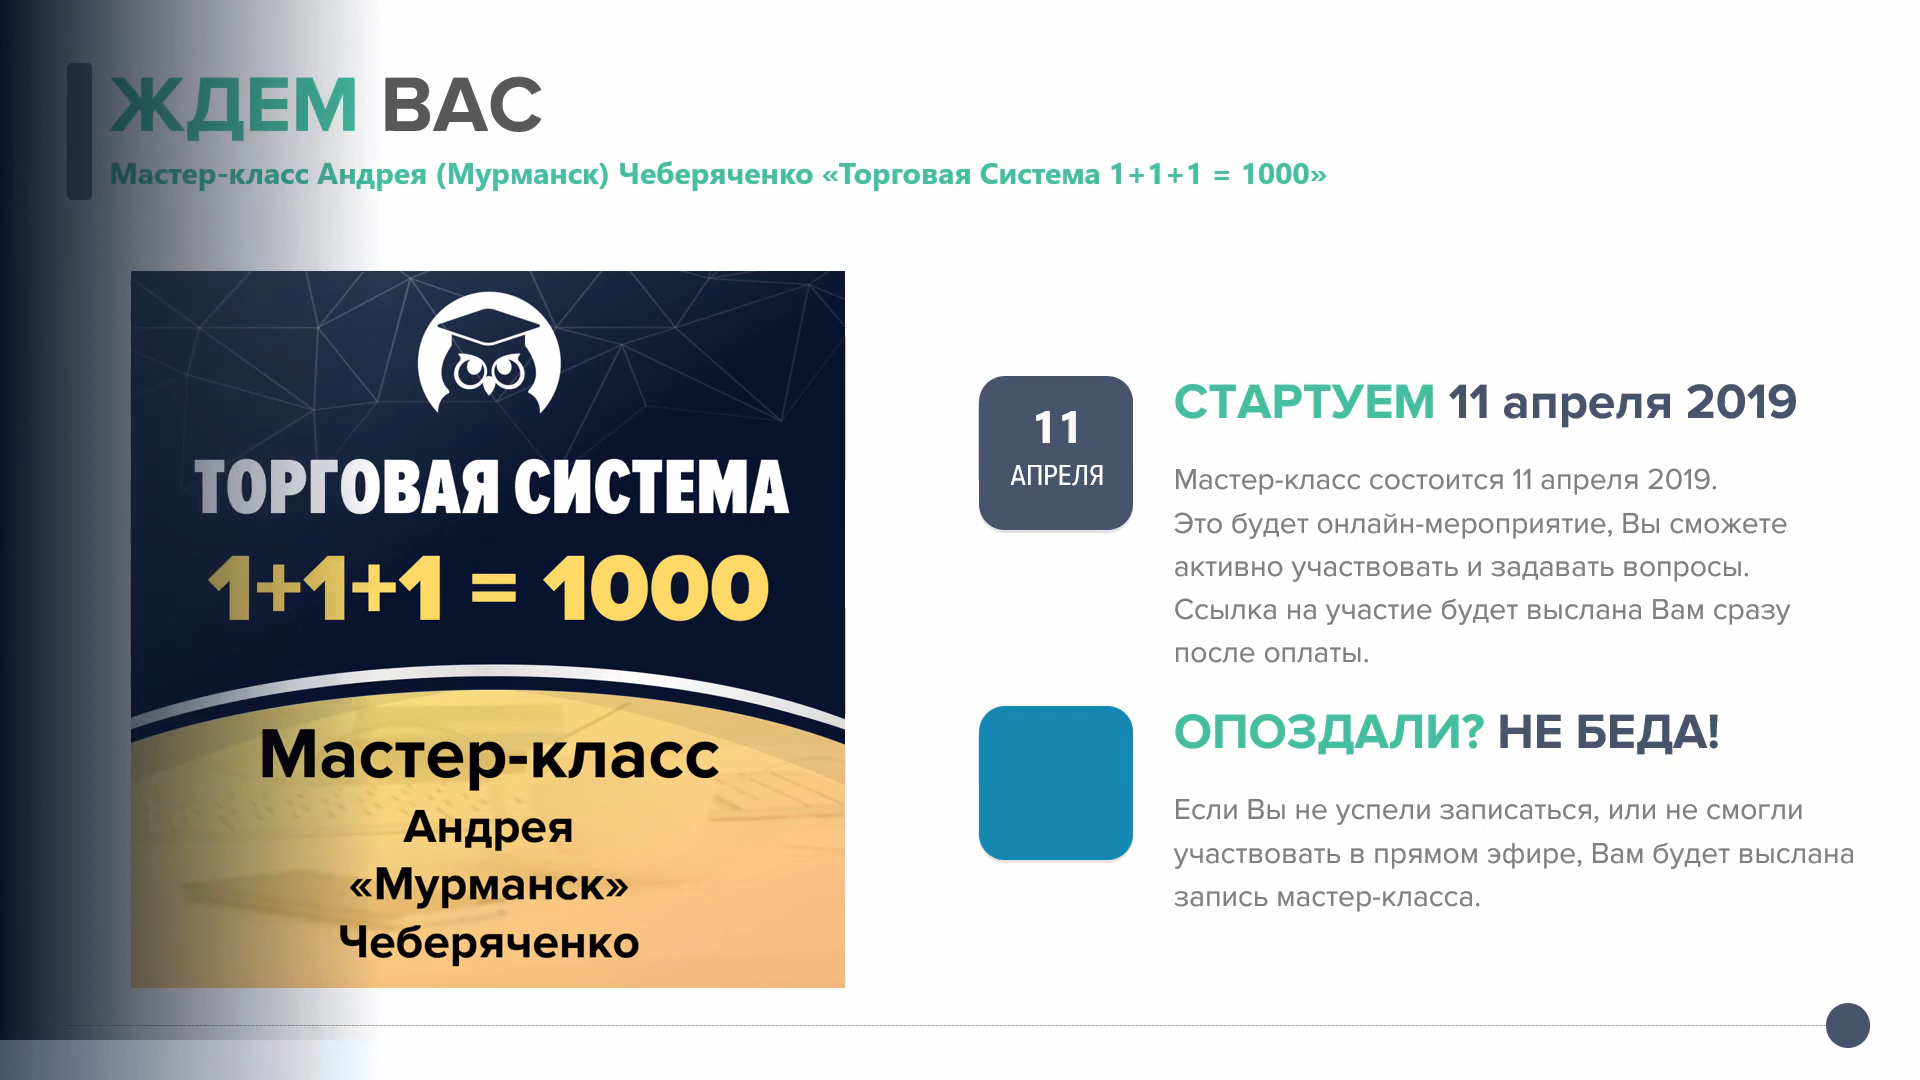 ЖДЕМ ВАС
Мастер-класс Андрея (Мурманск) Чеберяченко «Торговая Система 1+1+1 = 1000»
ТОРГОВАЯ СИСТЕМА
1+1+1 = 1000
Мастер-класс
Андрея
«Мурманск»
Чеберяченко
11
АПРЕЛЯ
СТАРТУЕМ 11 апреля 2019
Мастер-класс состоится 11 апреля 2019.
Это будет онлайн-мероприятие, Вы сможете
активно участвовать и задавать вопросы.
Ссылка на участие будет выслана Вам сразу
после оплаты.
ОПОЗДАЛИ? НЕ БЕДА!
Если Вы не успели записаться, или не смогли
участвовать в прямом эфире, Вам будет выслана
запись мастер-класса.